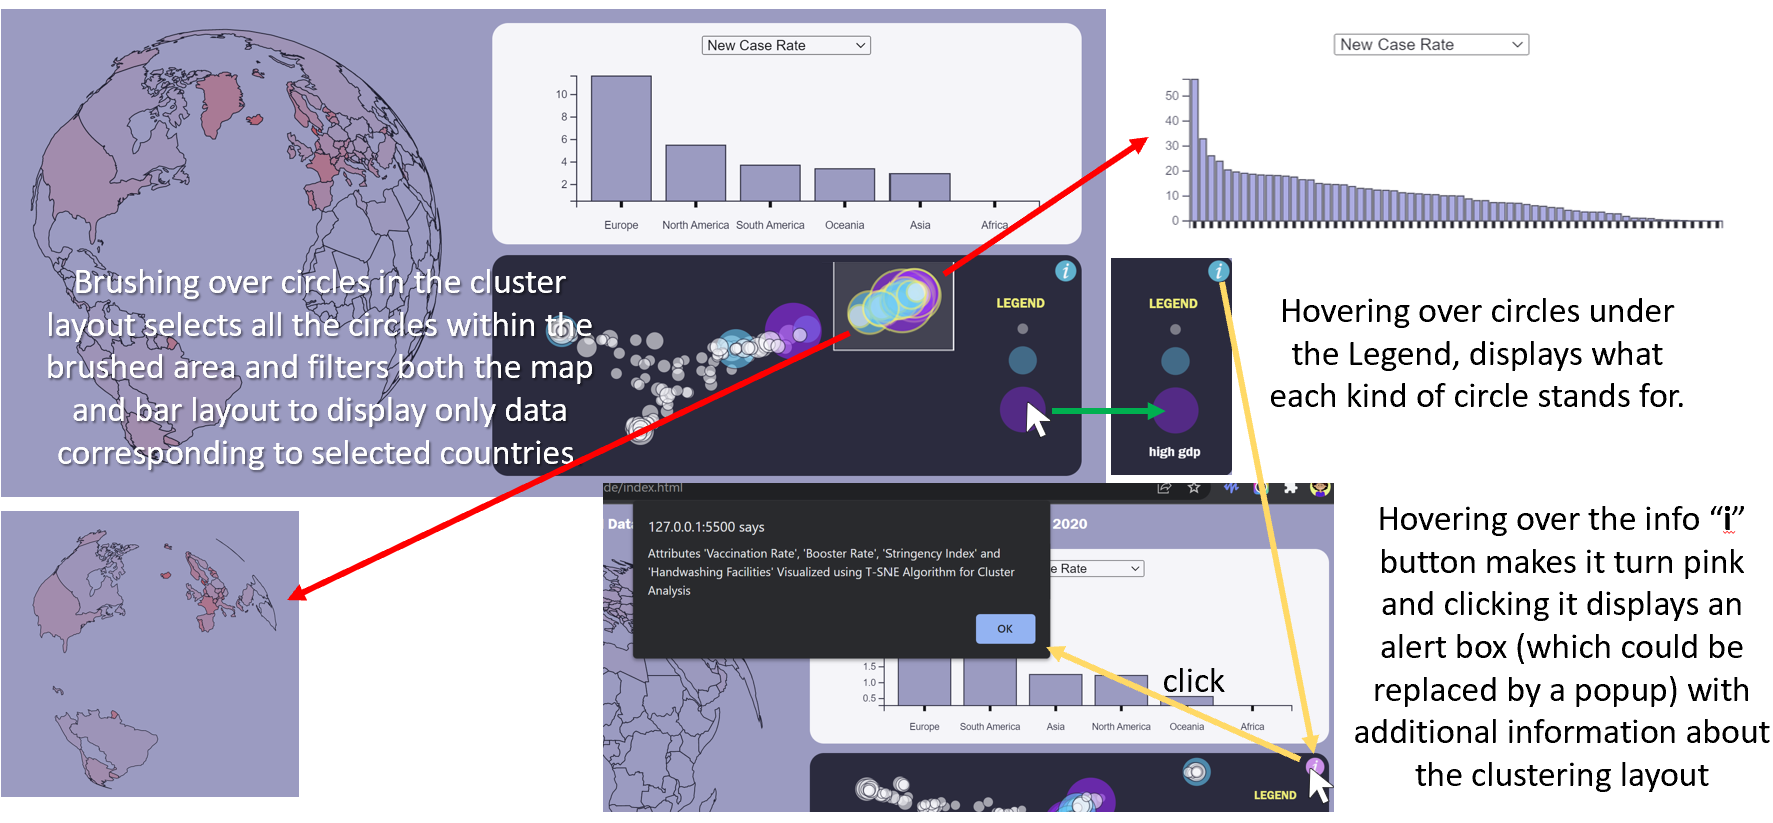 New Case Rate
10
8
6
4
2
Europe
North America
South America
Oceania
Asia
Africa
New Case Rate
50
40
30
20
10
0
Brushing over circles in the cluster
layout selects all the circles within the
brushed area and filters both the map
and bar layout to display only data
corresponding to selected countries
i
LEGEND
i
LEGEND
high gdp
Hovering over circles under
the Legend, displays what
each kind of circle stands for.
de/index.html
Data
2020
127.0.0.1:5500 says
Attributes 'Vaccination Rate', 'Booster Rate', 'Stringency Index' and
'Handwashing Facilities' Visualized using T-SNE Algorithm for Cluster
Analysis
OK
e Rate
1.5
1.0
0.5
Europe
South America
Asia
North America
Oceania
Africa
click
i
LEGEND
Hovering over the info “i”
button makes it turn pink
and clicking it displays an
alert box (which could be
replaced by a popup) with
additional information about
the clustering layout